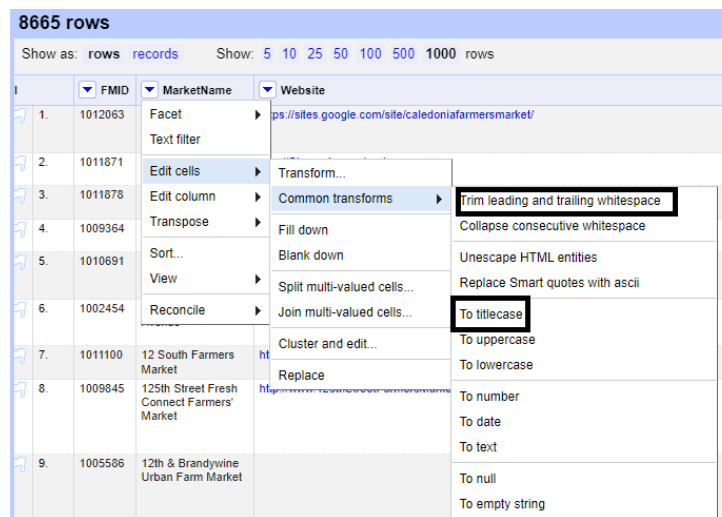 8665 rows
Show as: rows records Show: 5 10 25 50 100 500 1000 rows
FMID MarketName Website
1. 1012063 Facet ps://sites.google.com/site/caledoniafarmersmarket/
Text filter
2. 1011871 Edit cells Transform...
3. 1011878 Edit column Common transforms Trim leading and trailing whitespace
4. 1009364 Transpose Fill down Collapse consecutive whitespace
5. 1010691 Sort... Blank down Unescape HTML entities
View Split multi-valued cells... Replace Smart quotes with ascii
6. 1002454 Reconcile Join multi-valued cells... To titlecase
Cluster and edit... To uppercase
7. 1011100 12 South Farmers ht To lowercase
Market Replace
8. 1009845 125th Street Fresh To number
Connect Farmers' To date
Market To text
9. 1005586 12th & Brandywine
Urban Farm Market To null
To empty string